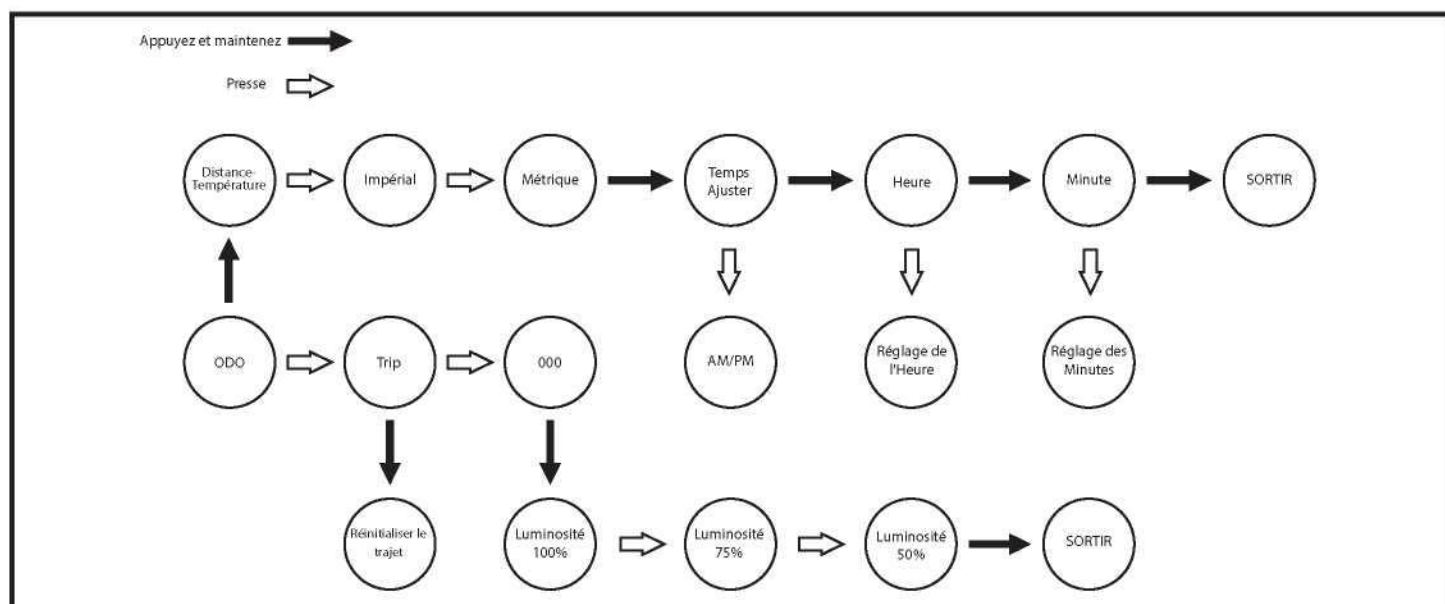 Appuyez et maintenez
Presse
Distance-
Température
Impérial
Métrique
Temps
Ajuster
Heure
Minute
SORTIR
ODO
Trip
000
AM/PM
Réglage de
l'Heure
Réglage des
Minutes
Réinitialiser le
trajet
Luminosité
100%
Luminosité
75%
Luminosité
50%
SORTIR